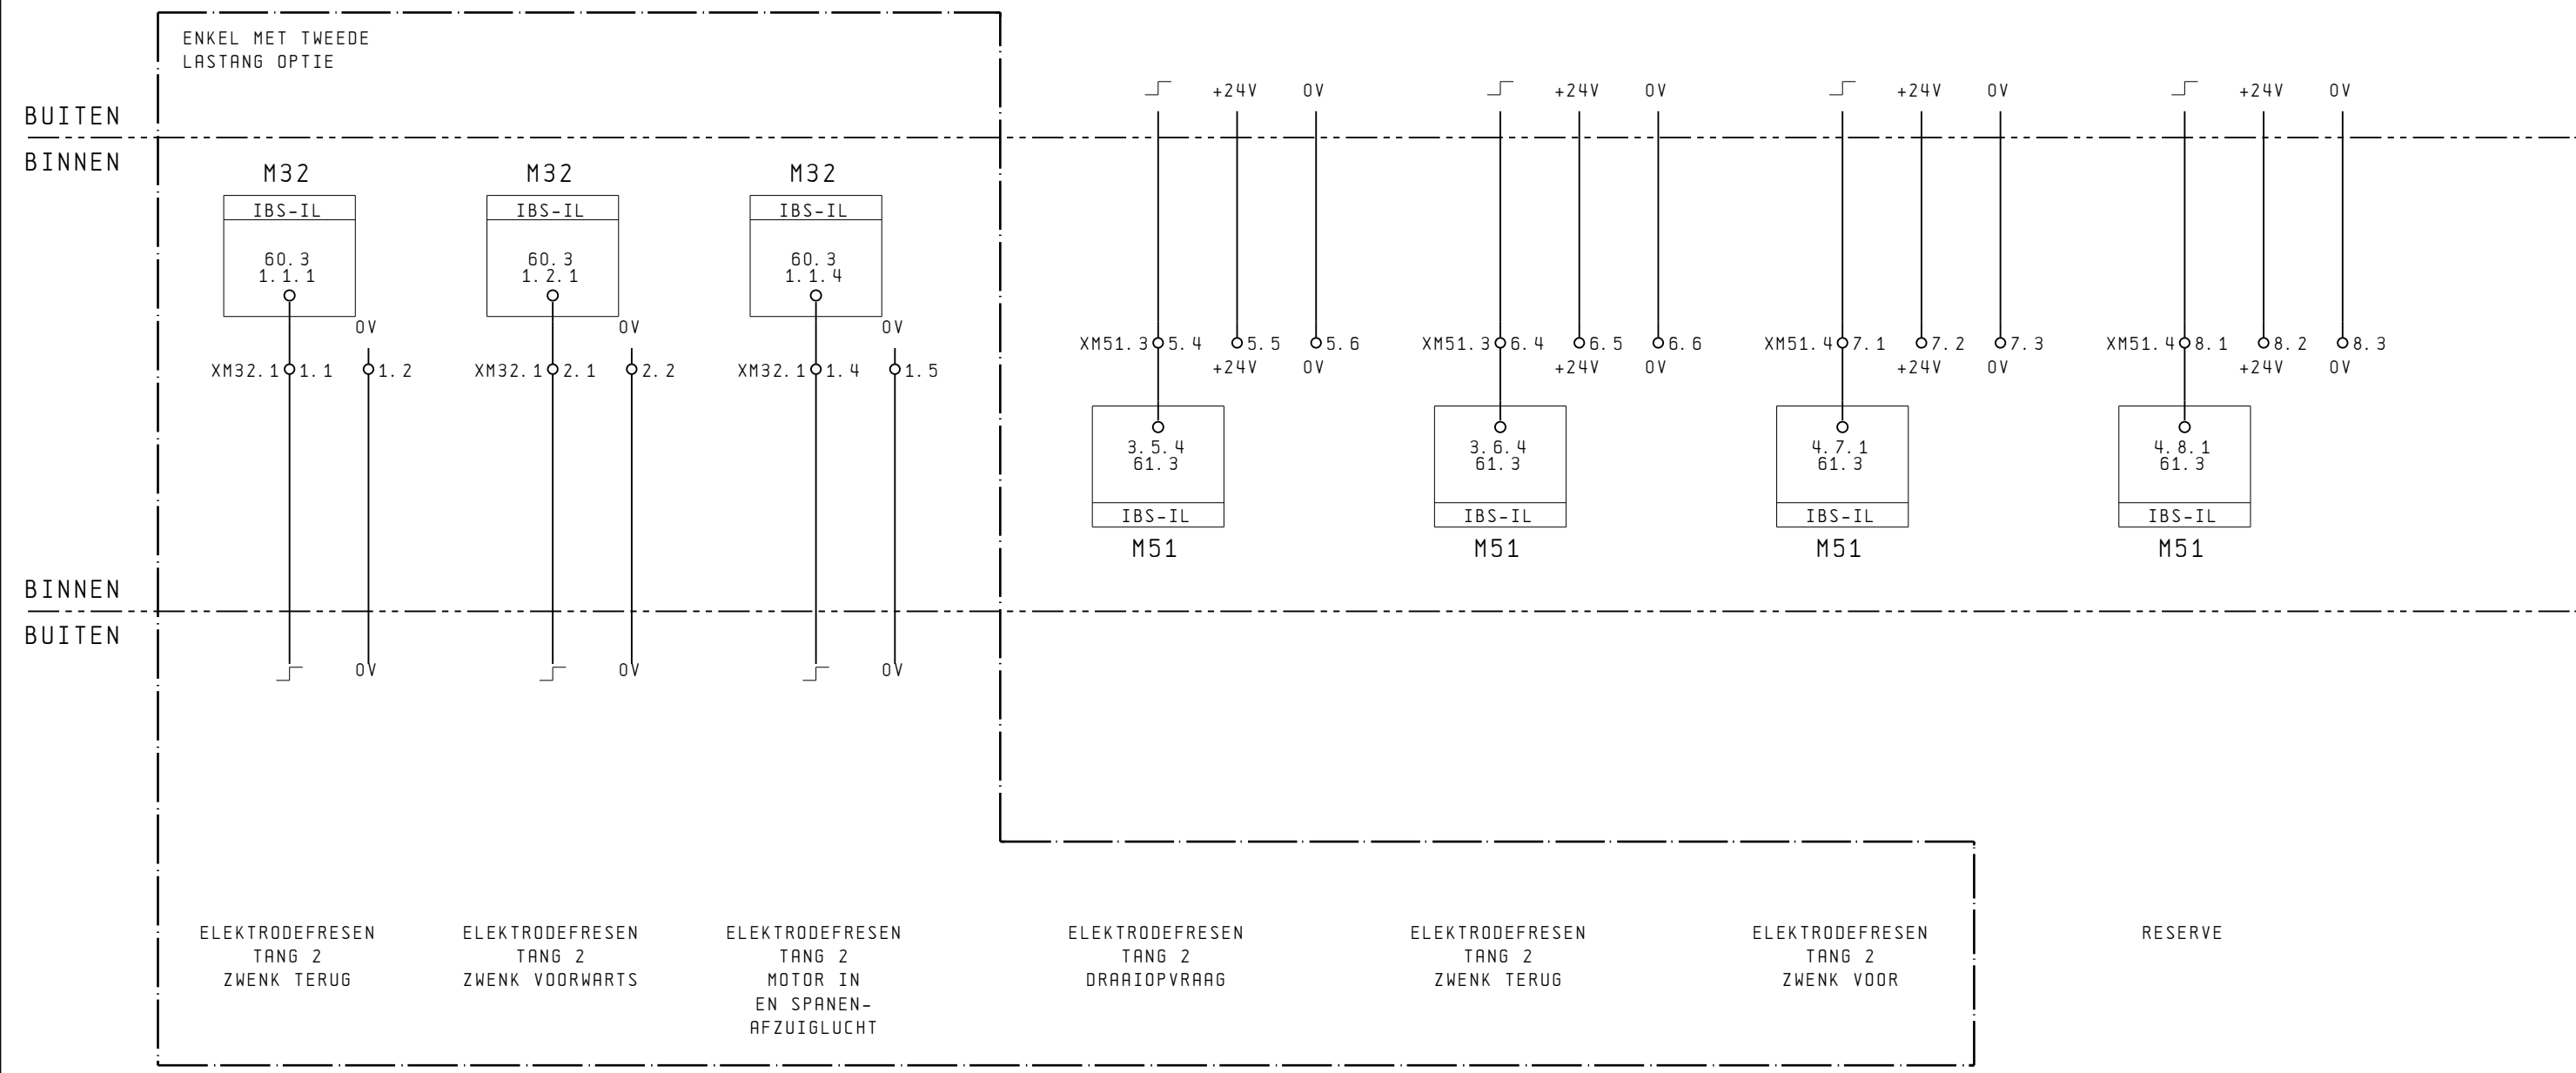 ENKEL MET TWEEDE
LASTANG OPTIE
+24V 0V +24V 0V +24V 0V +24V 0V
BUITEN
BINNEN
M32 M32 M32
IBS-IL IBS-IL IBS-IL
60.3 60.3 60.3
1.1.1 1.2.1 1.1.4
0V 0V 0V
XM51.3 5.4 5.5 5.6 XM51.3 6.4 6.5 6.6 XM51.4 7.1 7.2 7.3 XM51.4 8.1 8.2 8.3
+24V 0V +24V 0V +24V 0V +24V 0V
XM32.1 1.1 1.2 XM32.1 2.1 2.2 XM32.1 1.4 1.5
3.5.4 3.6.4 4.7.1 4.8.1
61.3 61.3 61.3 61.3
IBS-IL IBS-IL IBS-IL IBS-IL
M51 M51 M51 M51
BINNEN
BUITEN
0V 0V 0V
ELEKTRODEFRESEN
TANG 2
ZWENK TERUG
ELEKTRODEFRESEN
TANG 2
ZWENK VOORWARTS
ELEKTRODEFRESEN
TANG 2
MOTOR IN
EN SPANEN-
AFZUIGLUCHT
ELEKTRODEFRESEN
TANG 2
DRAAIOPVRAAG
ELEKTRODEFRESEN
TANG 2
ZWENK TERUG
ELEKTRODEFRESEN
TANG 2
ZWENK VOOR
RESERVE